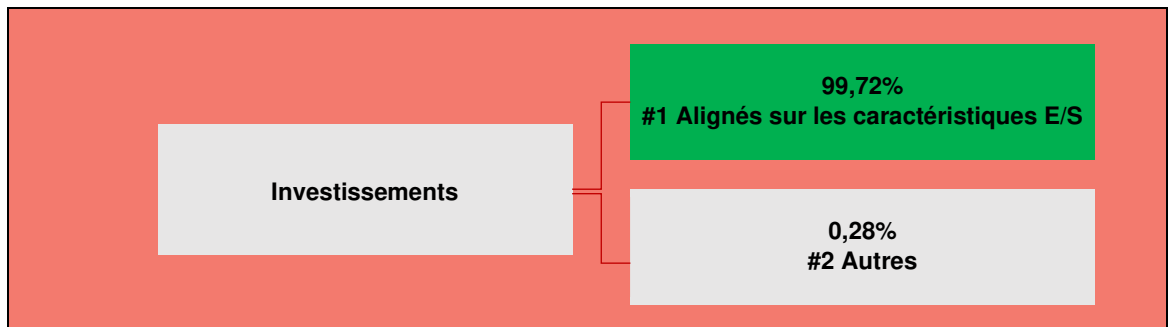 Investissements
99,72%
#1 Alignés sur les caractéristiques E/S
0,28%
#2 Autres